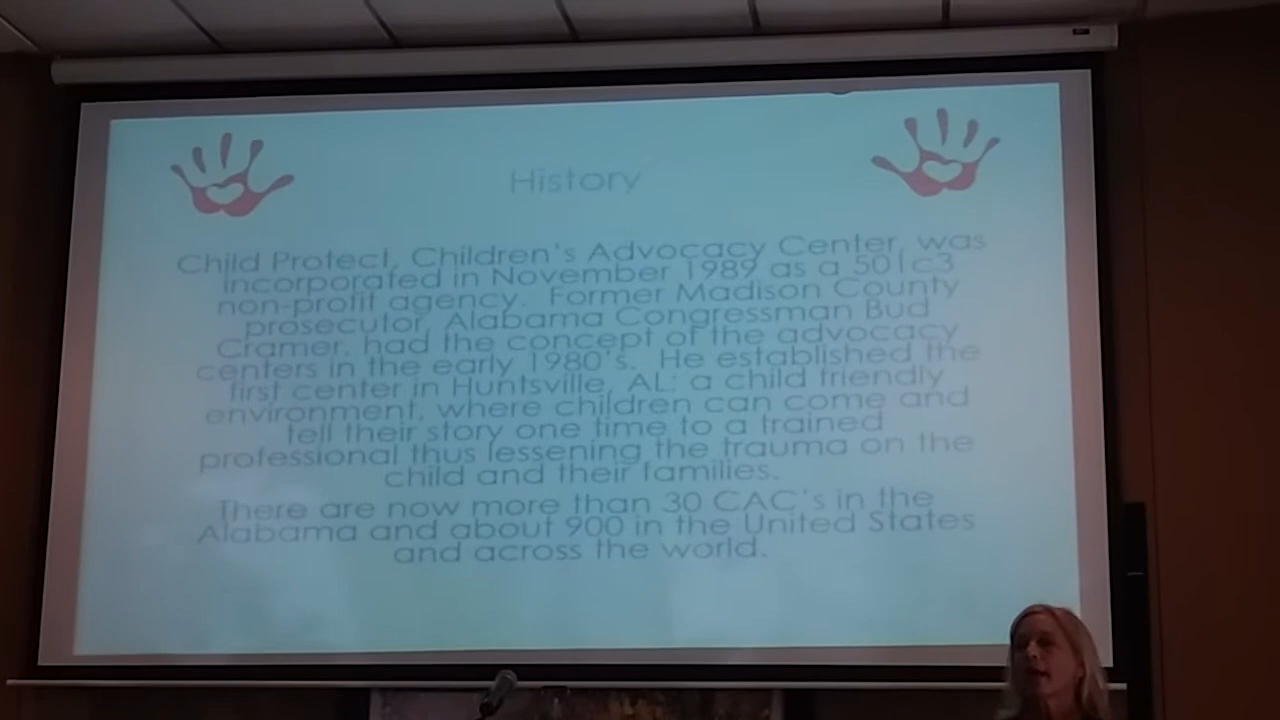 History
Child Protect, Children's Advocacy Center, was
incorporated in November 1989 as a 501c3
non-profit agency. Former Madison County
prosecutor, Alabama Congressman Bud
Cramer, had the concept of the advocacy
centers in the early 1980's. He established the
first center in Huntsville, AL; a child friendly
environment, where children can come and
tell their story one time to a trained
professional thus lessening the trauma on the
child and their families.
There are now more than 30 CAC's in the
Alabama and about 900 in the United States
and across the world.